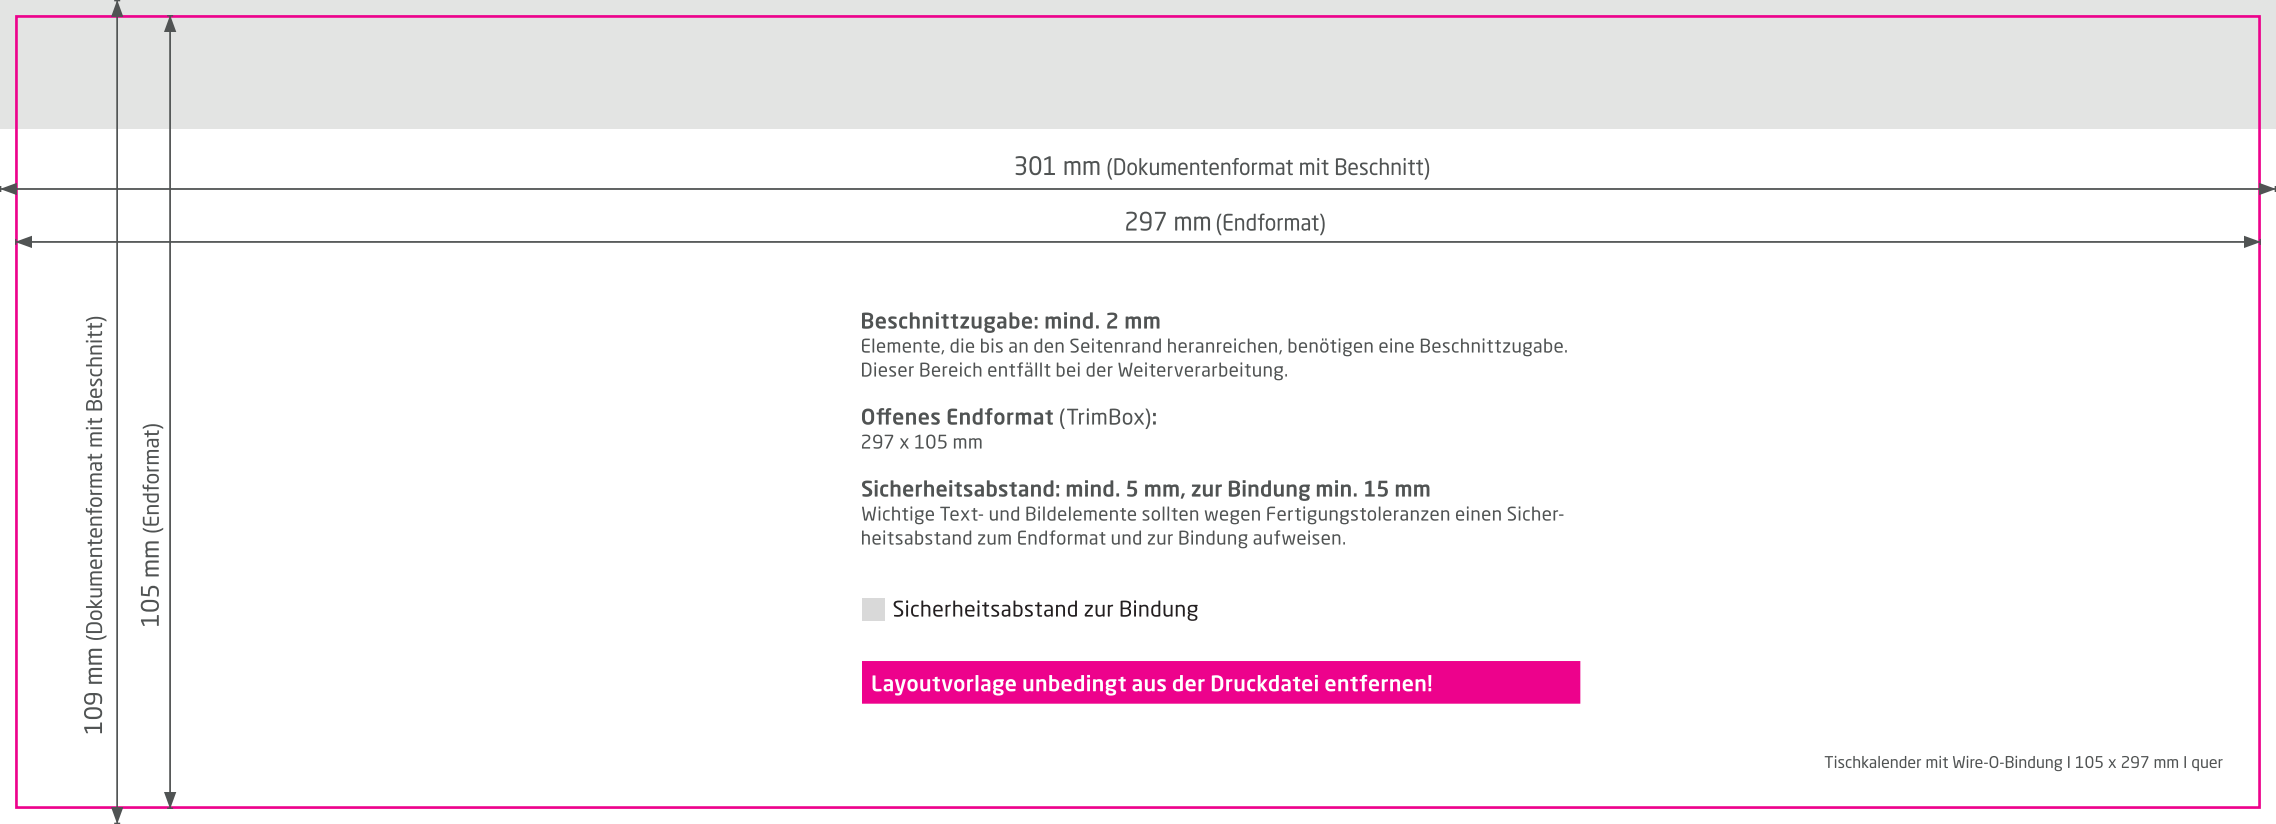 301 mm (Dokumentenformat mit Beschnitt)
297 mm (Endformat)
109 mm (Dokumentenformat mit Beschnitt)
105 mm (Endformat)
Beschnittzugabe: mind. 2 mm
Elemente, die bis an den Seitenrand heranreichen, benötigen eine Beschnittzugabe.
Dieser Bereich entfällt bei der Weiterverarbeitung.
Offenes Endformat (TrimBox):
297 x 105 mm
Sicherheitsabstand: mind. 5 mm, zur Bindung min. 15 mm
Wichtige Text- und Bildelemente sollten wegen Fertigungstoleranzen einen Sicher-
heitsabstand zum Endformat und zur Bindung aufweisen.
Sicherheitsabstand zur Bindung
Layoutvorlage unbedingt aus der Druckdatei entfernen!
Tischkalender mit Wire-O-Bindung I 105 x 297 mm I quer